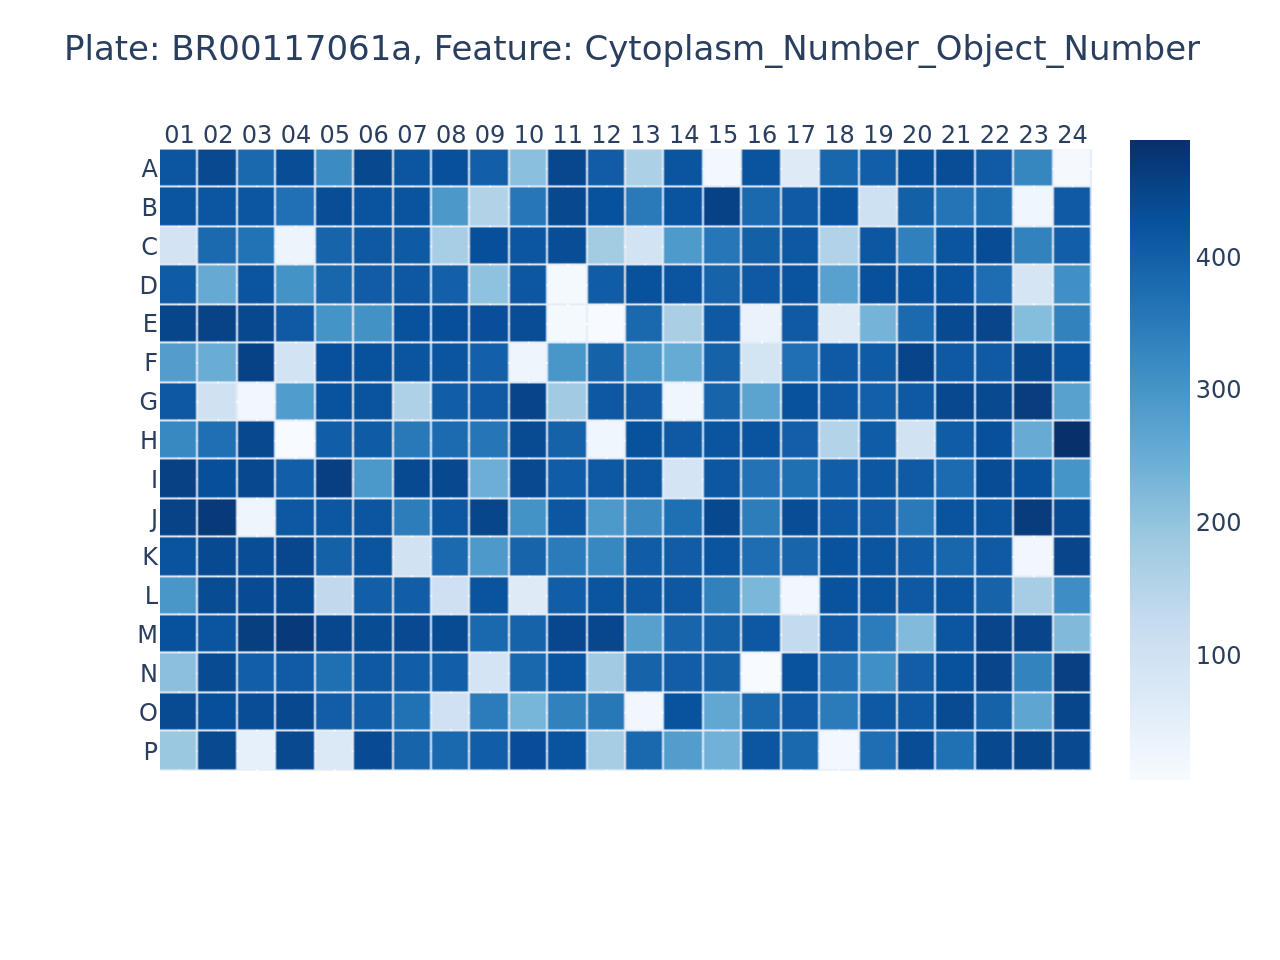 Plate: BR00117061a, Feature: Cytoplasm_Number_Object_Number
01 02 03 04 05 06 07 08 09 10 11 12 13 14 15 16 17 18 19 20 21 22 23 24
A
B
C
D
E
F
G
H
I
J
K
L
M
N
O
P
400
300
200
100